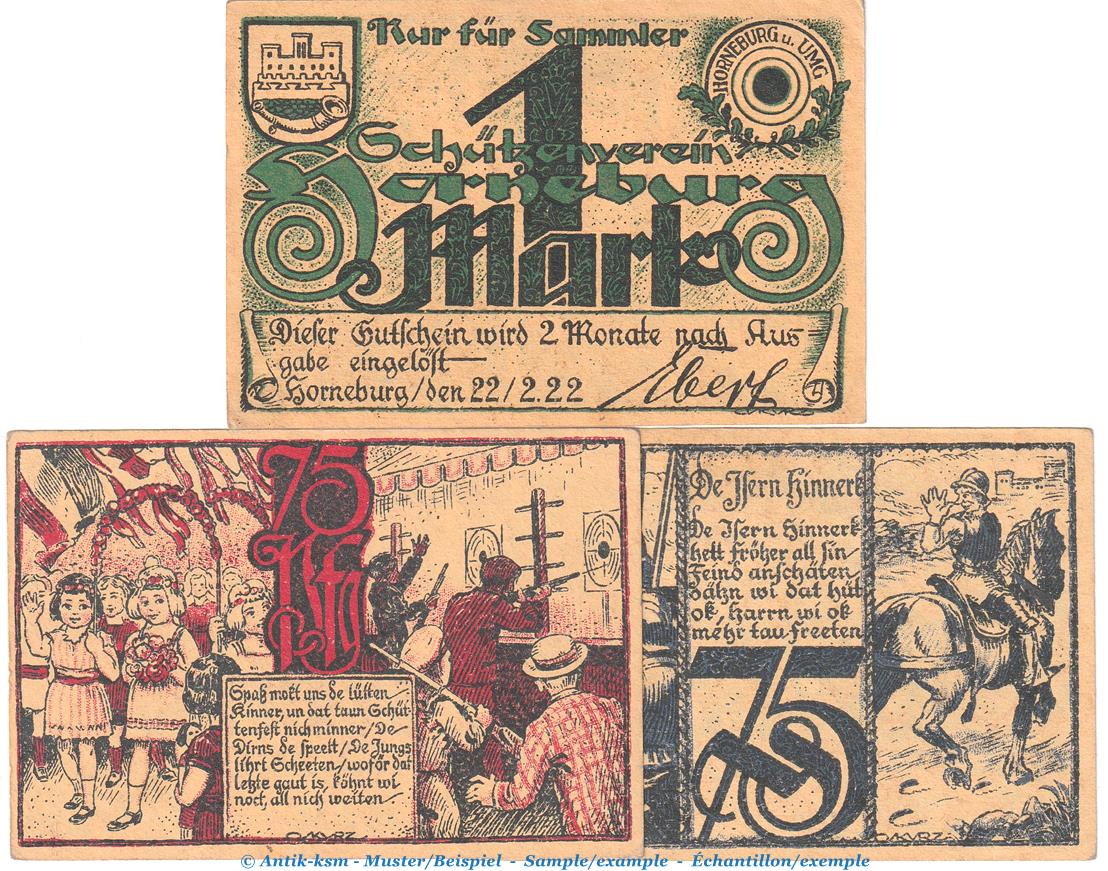 Nur für Sammler
HORNEBURG u. UMG
1
Schützenverein
Horneburg
Mark
Dieser Gutschein wird 2 Monate nach Aus-
gabe eingelöst
Horneburg/den 22/2.22
Ebert
75
Pfg
Spaß mokt uns de lütten
Kinner, un dat taun Schüt-
tenfest nich minner/De
Dirns de speelt/De Jungs
lihrt Scheeten/woför dat
letzte gaut is, köhnt wi
noch all nich weiten
De Isern Hinnerk
De Isern Hinnerk
hett fröher all sin
Feind anschäten
Dähn wi dat hüt
ok, harrn wi ok
mehr tau freeten
75
© Antik-ksm - Muster/Beispiel - Sample/example - Échantillon/exemple